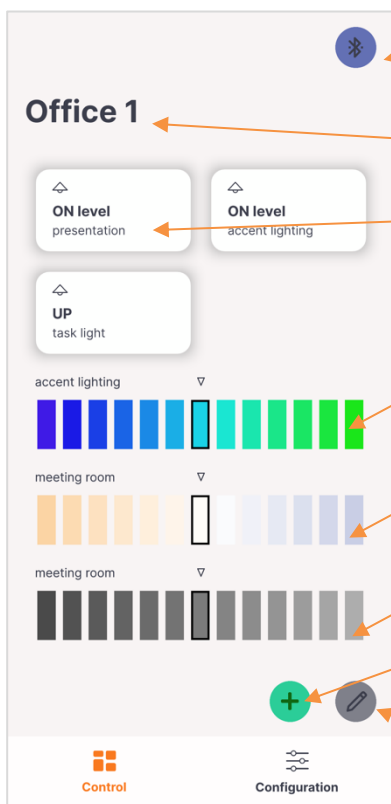 Office 1
ON level
presentation
ON level
accent lighting
UP
task light
accent lighting
meeting room
meeting room
Control
Configuration